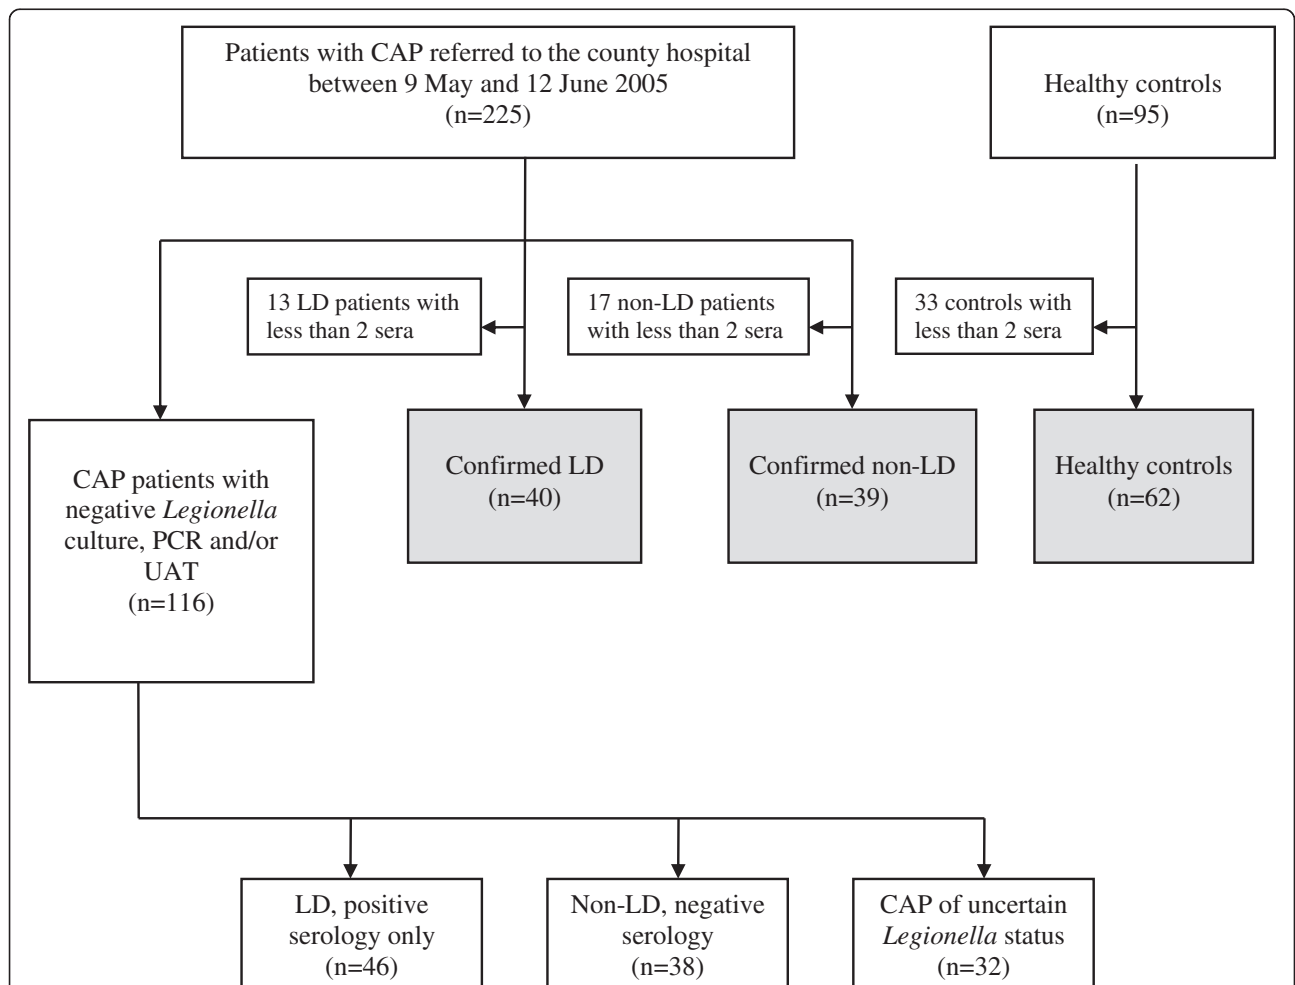 Patients with CAP referred to the county hospital
between 9 May and 12 June 2005
(n=225)
Healthy controls
(n=95)
13 LD patients with
less than 2 sera
17 non-LD patients
with less than 2 sera
33 controls with
less than 2 sera
CAP patients with
negative Legionella
culture, PCR and/or
UAT
(n=116)
Confirmed LD
(n=40)
Confirmed non-LD
(n=39)
Healthy controls
(n=62)
LD, positive
serology only
(n=46)
Non-LD, negative
serology
(n=38)
CAP of uncertain
Legionella status
(n=32)